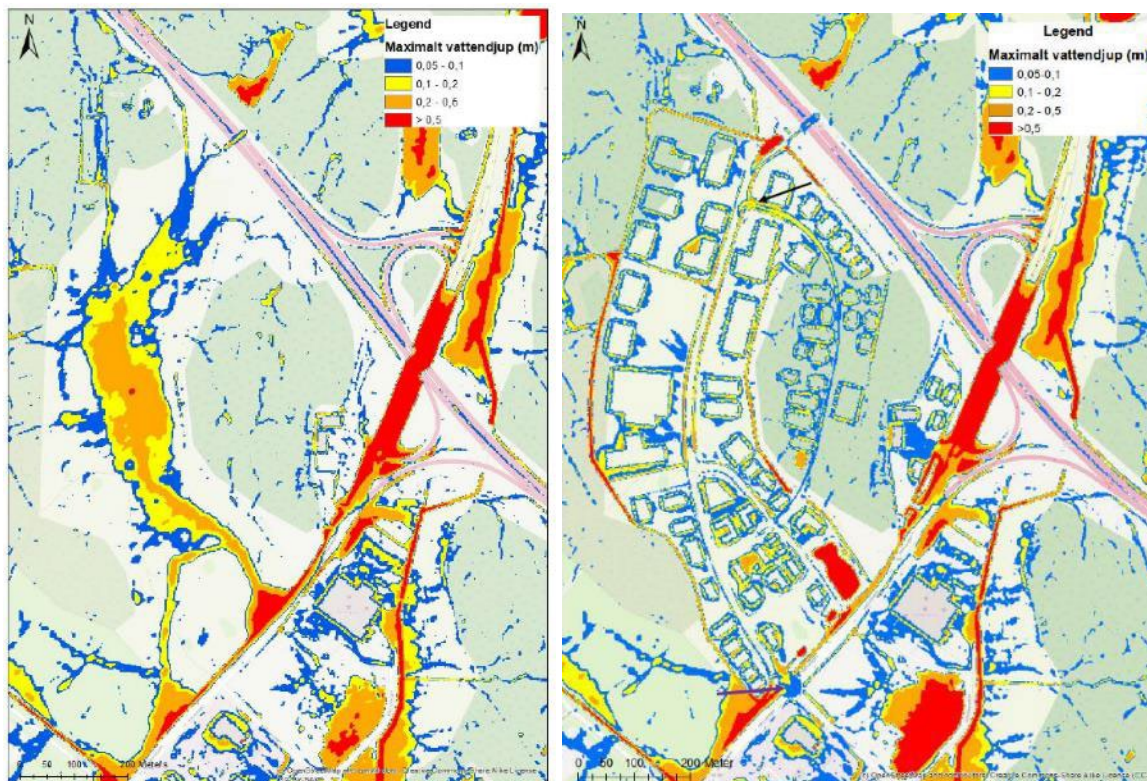 N
Legend
Maximalt vattendjup (m)
0,05 - 0,1
0,1 - 0,2
0,2 - 0,5
> 0,5
0 50 100 200 Meters
N
Legend
Maximalt vattendjup (m)
0,05-0,1
0,1 - 0,2
0,2 - 0,5
>0,5
0 50 100 200 Meter